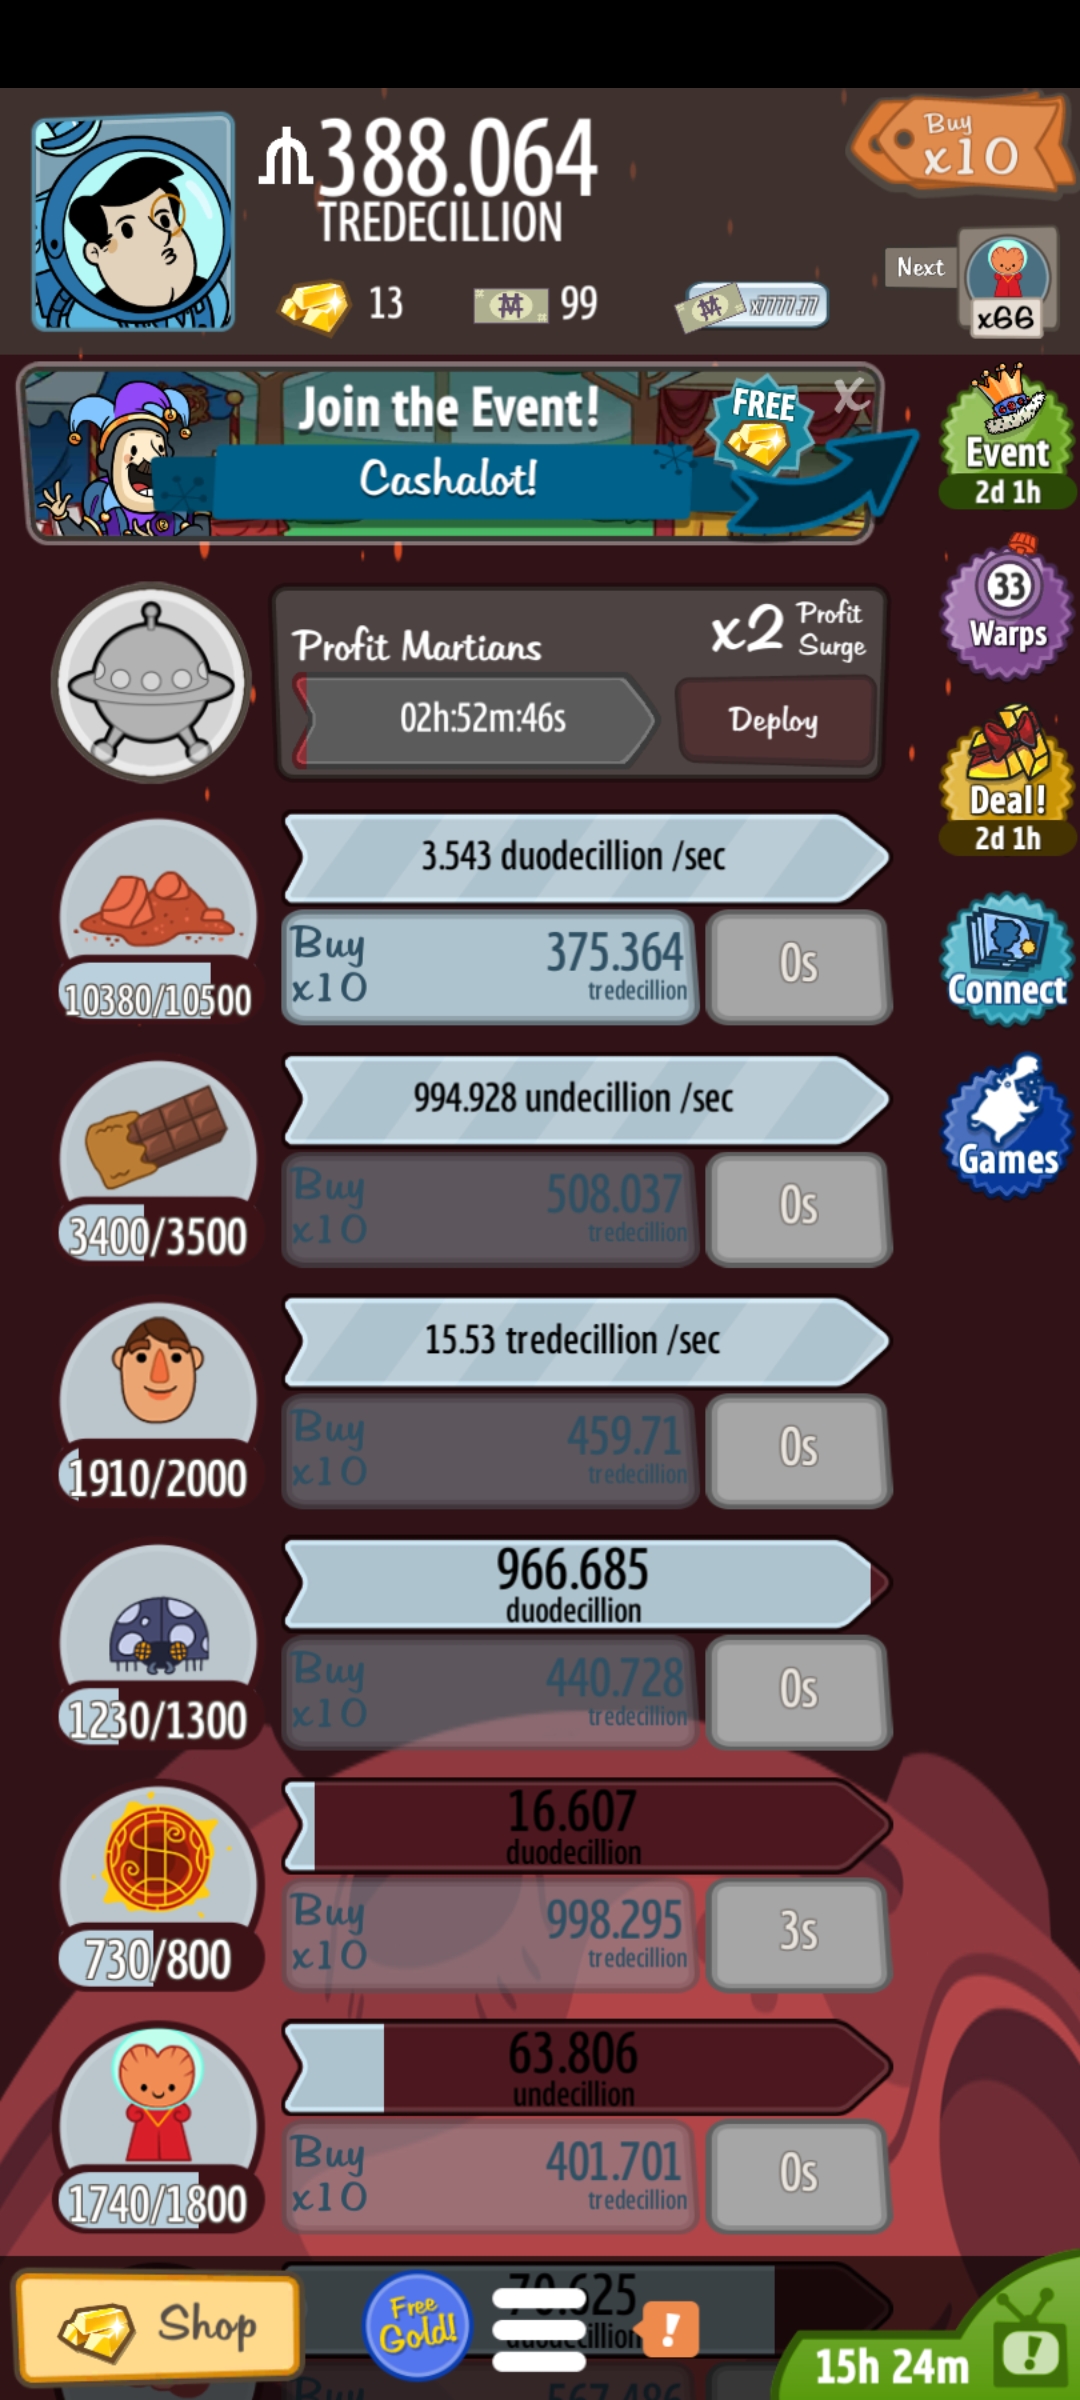 ₼388.064
TREDECILLION
Buy
x10
13
99
x7777.77
Next
x66
Join the Event!
Cashalot!
FREE
X
Event
2d 1h
33
Warps
Profit Martians
x2 Profit
Surge
02h:52m:46s
Deploy
Deal!
2d 1h
3.543 duodecillion /sec
Buy
x10
375.364
tredecillion
0s
10380/10500
Connect
994.928 undecillion /sec
Buy
x10
508.037
tredecillion
0s
3400/3500
Games
15.53 tredecillion /sec
Buy
x10
459.71
tredecillion
0s
1910/2000
966.685
duodecillion
Buy
x10
440.728
tredecillion
0s
1230/1300
16.607
duodecillion
Buy
x10
998.295
tredecillion
3s
730/800
63.806
undecillion
Buy
x10
401.701
tredecillion
0s
1740/1800
Shop
Free
Gold!
70.625
!
15h 24m
!
Buy
567.486